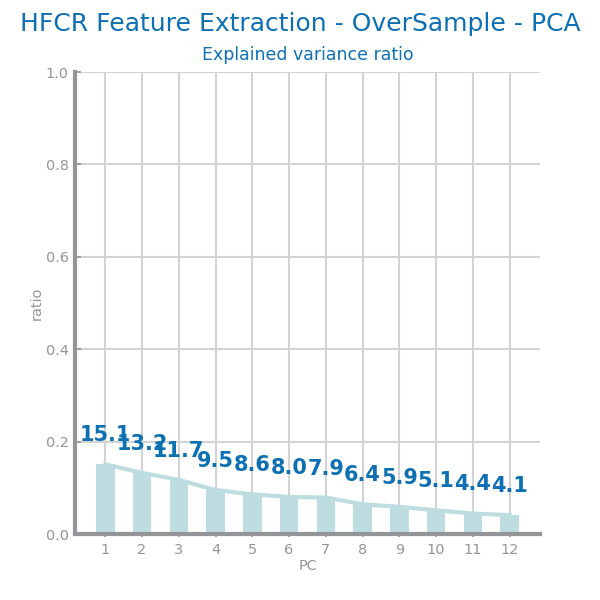 HFCR Feature Extraction - OverSample - PCA
Explained variance ratio
1.0
0.8
0.6
0.4
0.2
0.0
ratio
15.1 13.2 11.7 9.5 8.6 8.0 7.9 6.4 5.9 5.1 4.4 4.1
1 2 3 4 5 6 7 8 9 10 11 12
PC